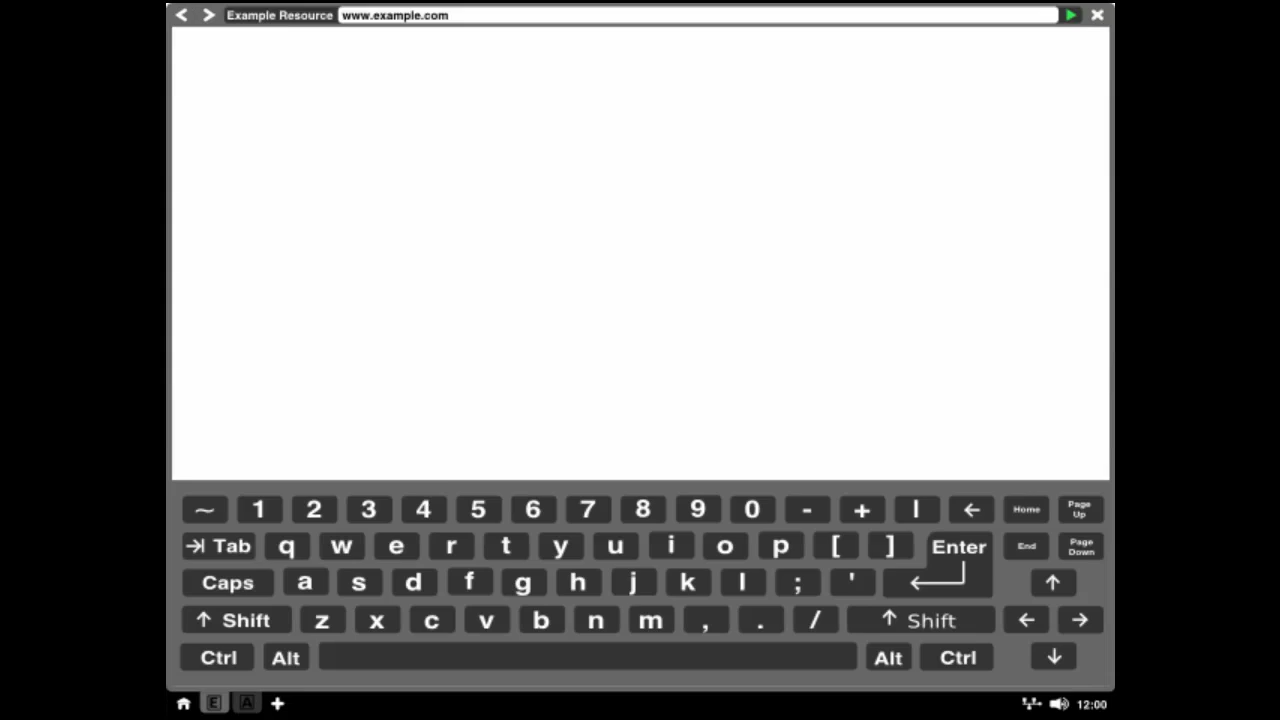 Example Resource www.example.com
~ 1 2 3 4 5 6 7 8 9 0 - + | ← Home Page Up
Tab q w e r t y u i o p [ ] Enter End Page Down
Caps a s d f g h j k l ; ' ↑
↑ Shift z x c v b n m , . / ↑ Shift ← →
Ctrl Alt Alt Ctrl ↓
E A + 12:00